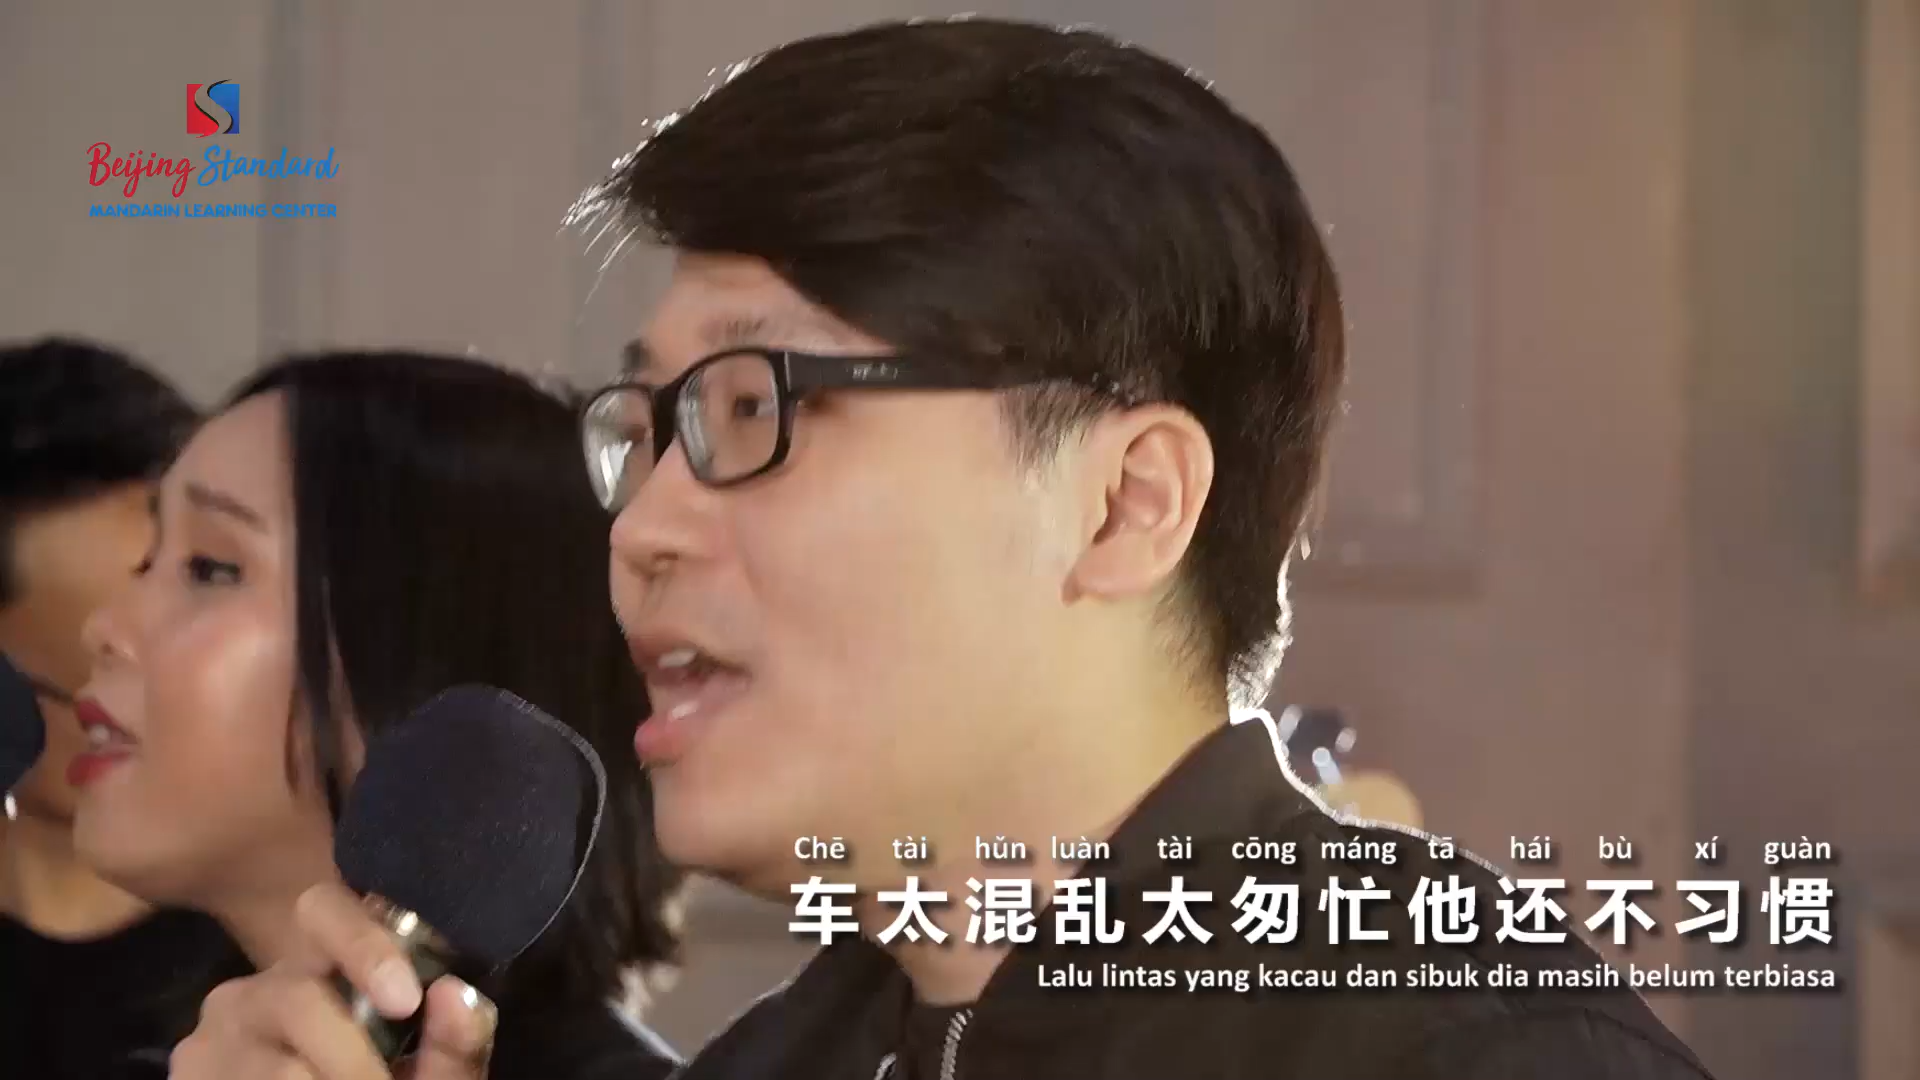 Beijing Standard
MANDARIN LEARNING CENTER
Chē tài hǔn luàn tài cōng máng tā hái bù xí guàn
车太混乱太匆忙他还不习惯
Lalu lintas yang kacau dan sibuk dia masih belum terbiasa